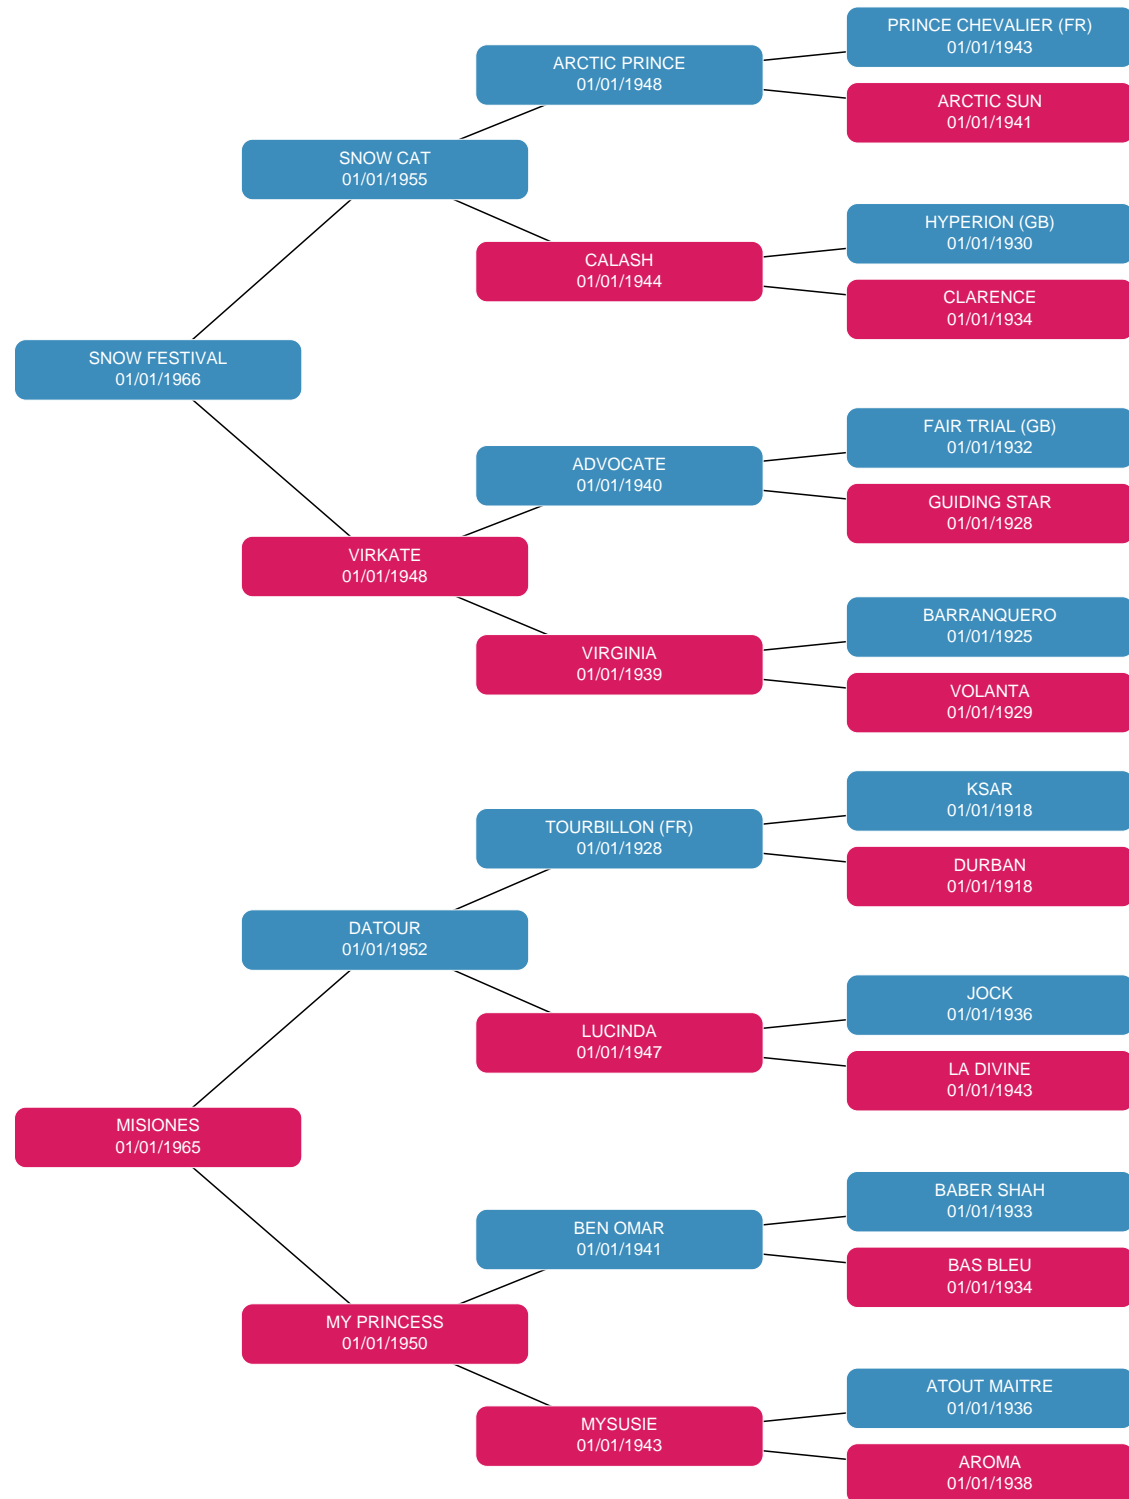 PRINCE CHEVALIER (FR)
01/01/1943
ARCTIC PRINCE
01/01/1948
ARCTIC SUN
01/01/1941
SNOW CAT
01/01/1955
HYPERION (GB)
01/01/1930
CALASH
01/01/1944
CLARENCE
01/01/1934
SNOW FESTIVAL
01/01/1966
FAIR TRIAL (GB)
01/01/1932
ADVOCATE
01/01/1940
GUIDING STAR
01/01/1928
VIRKATE
01/01/1948
BARRANQUERO
01/01/1925
VIRGINIA
01/01/1939
VOLANTA
01/01/1929
KSAR
01/01/1918
TOURBILLON (FR)
01/01/1928
DURBAN
01/01/1918
DATOUR
01/01/1952
JOCK
01/01/1936
LUCINDA
01/01/1947
LA DIVINE
01/01/1943
MISIONES
01/01/1965
BABER SHAH
01/01/1933
BEN OMAR
01/01/1941
BAS BLEU
01/01/1934
MY PRINCESS
01/01/1950
ATOUT MAITRE
01/01/1936
MYSUSIE
01/01/1943
AROMA
01/01/1938